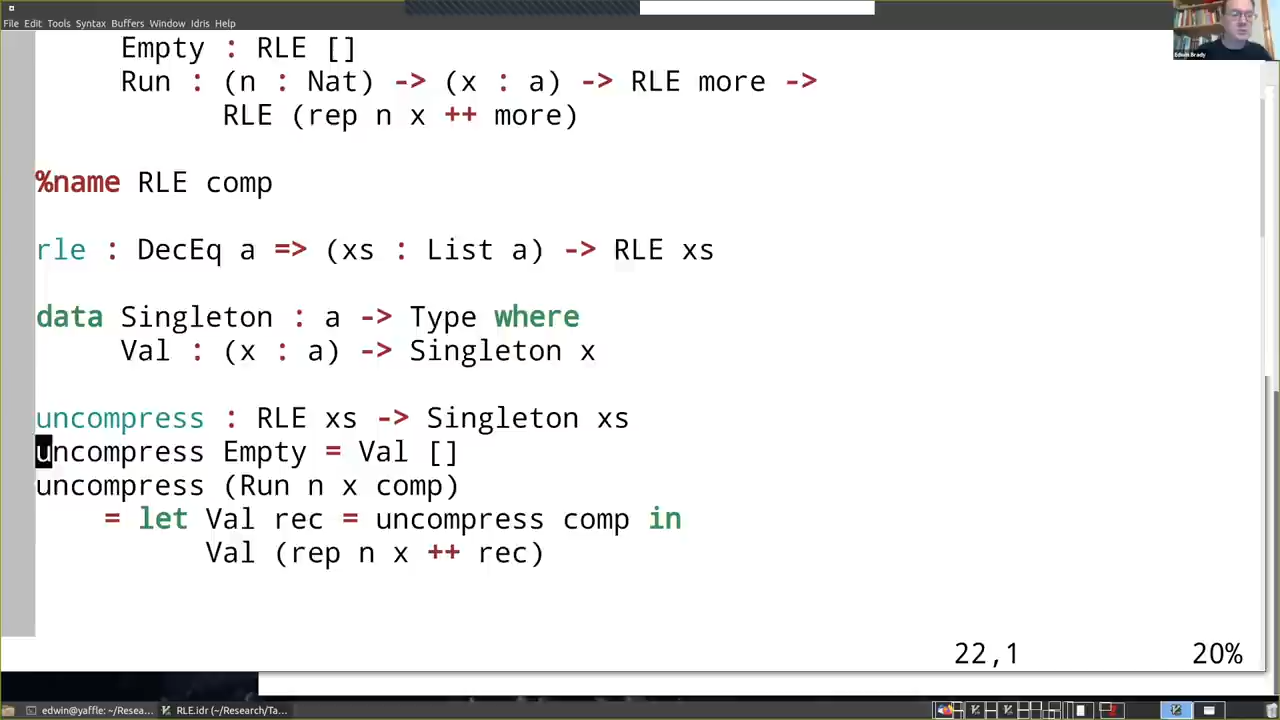 File Edit Tools Syntax Buffers Window Idris Help
Edwin Brady
Empty : RLE []
Run : (n : Nat) -> (x : a) -> RLE more ->
RLE (rep n x ++ more)
%name RLE comp
rle : DecEq a => (xs : List a) -> RLE xs
data Singleton : a -> Type where
Val : (x : a) -> Singleton x
uncompress : RLE xs -> Singleton xs
uncompress Empty = Val []
uncompress (Run n x comp)
= let Val rec = uncompress comp in
Val (rep n x ++ rec)
22,1 20%
edwin@yaffle: ~/Resea... RLE.idr (~/Research/Ta...